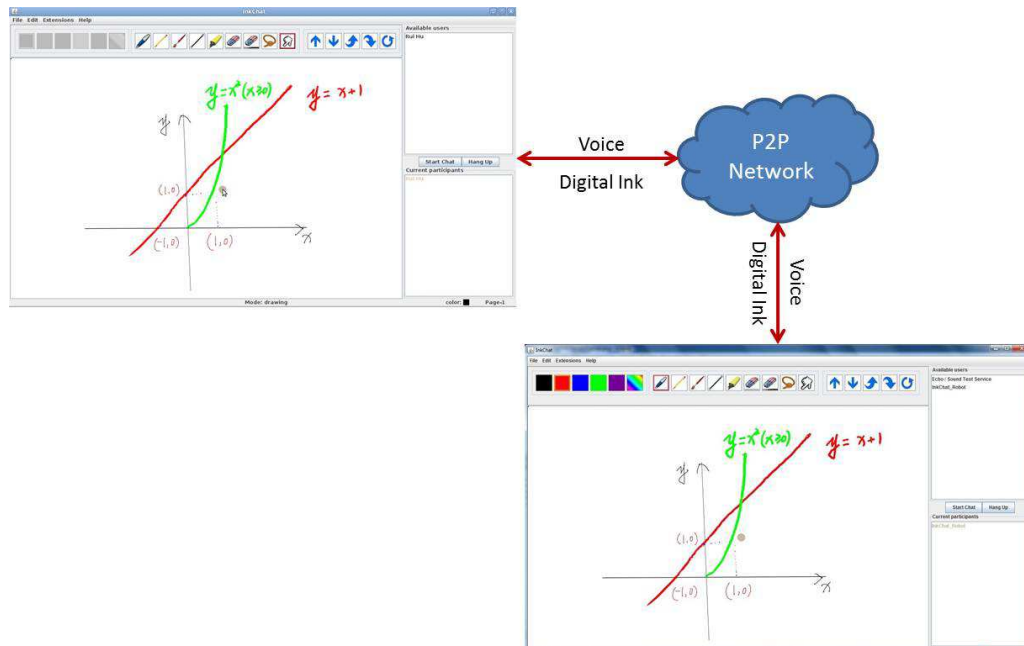 InkChat
File Edit Extensions Help
Available users
Rui Hu
y=x²(x≥0)
y=x+1
y
(1,0)
(-1,0)
(1,0)
x
Start Chat Hang Up
Current participants
Rui Hu
Mode: drawing
color:
Page-1
Voice
Digital Ink
P2P
Network
Voice
Digital Ink
InkChat
File Edit Extensions Help
Available users
Echo / Sound Test Service
InkChat_Robot
y=x²(x≥0)
y=x+1
y
(1,0)
(-1,0)
(1,0)
x
Start Chat Hang Up
Current participants
InkChat_Robot